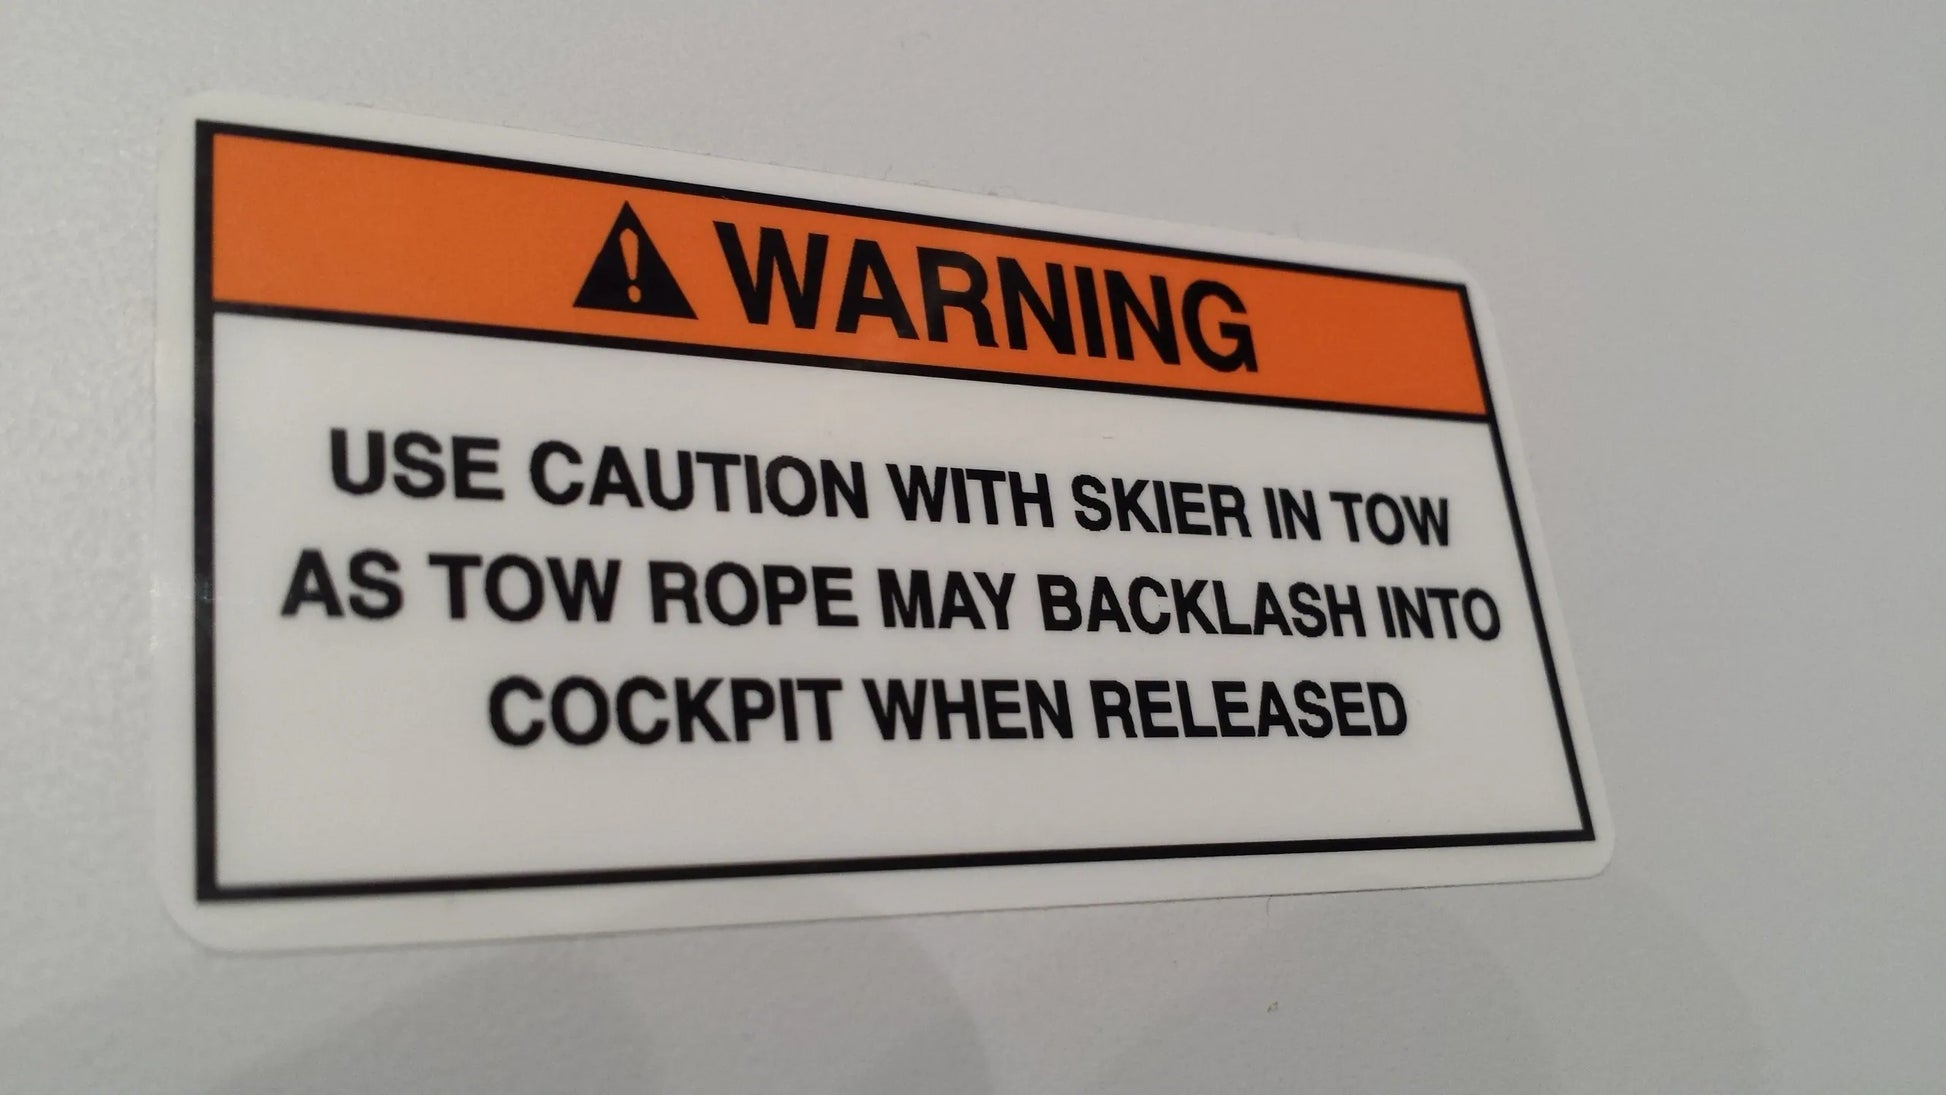 WARNING
USE CAUTION WITH SKIER IN TOW
AS TOW ROPE MAY BACKLASH INTO
COCKPIT WHEN RELEASED